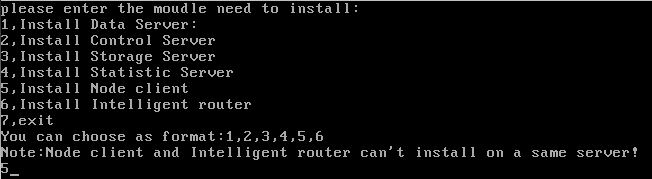 please enter the moudle need to install:
1,Install Data Server:
2,Install Control Server
3,Install Storage Server
4,Install Statistic Server
5,Install Node client
6,Install Intelligent router
7,exit
You can choose as format:1,2,3,4,5,6
Note:Node client and Intelligent router can't install on a same server!
5_